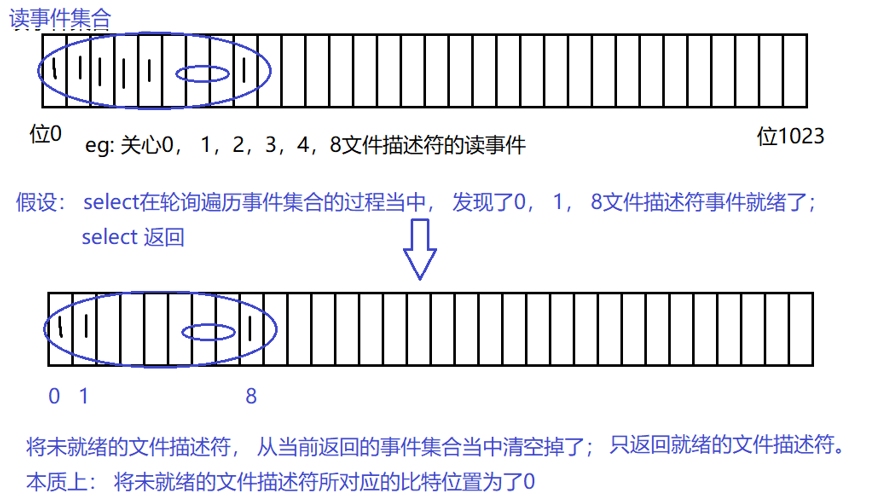 读事件集合
位0
位1023
eg: 关心0， 1，2，3，4，8文件描述符的读事件
假设： select在轮询遍历事件集合的过程当中， 发现了0， 1， 8文件描述符事件就绪了；
select 返回
0 1 8
将未就绪的文件描述符， 从当前返回的事件集合当中清空掉了； 只返回就绪的文件描述符。
本质上： 将未就绪的文件描述符所对应的比特位置为了0